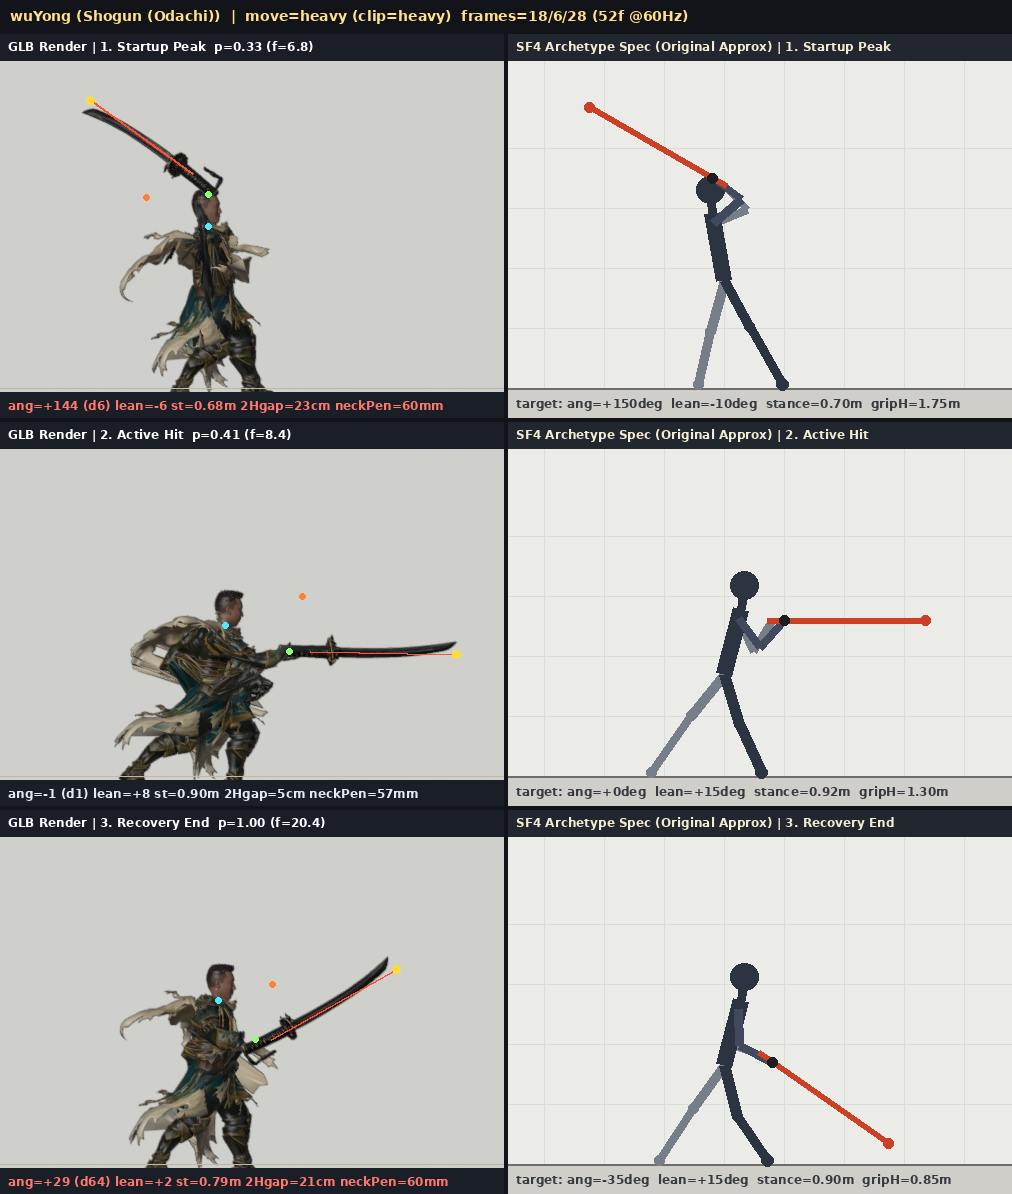 wuYong (Shogun (Odachi)) | move=heavy (clip=heavy) frames=18/6/28 (52f @60Hz)
GLB Render | 1. Startup Peak p=0.33 (f=6.8)
SF4 Archetype Spec (Original Approx) | 1. Startup Peak
ang=+144 (d6) lean=-6 st=0.68m 2Hgap=23cm neckPen=60mm
target: ang=+150deg lean=-10deg stance=0.70m gripH=1.75m
GLB Render | 2. Active Hit p=0.41 (f=8.4)
SF4 Archetype Spec (Original Approx) | 2. Active Hit
ang=-1 (d1) lean=+8 st=0.90m 2Hgap=5cm neckPen=57mm
target: ang=+0deg lean=+15deg stance=0.92m gripH=1.30m
GLB Render | 3. Recovery End p=1.00 (f=20.4)
SF4 Archetype Spec (Original Approx) | 3. Recovery End
ang=+29 (d64) lean=+2 st=0.79m 2Hgap=21cm neckPen=60mm
target: ang=-35deg lean=+15deg stance=0.90m gripH=0.85m